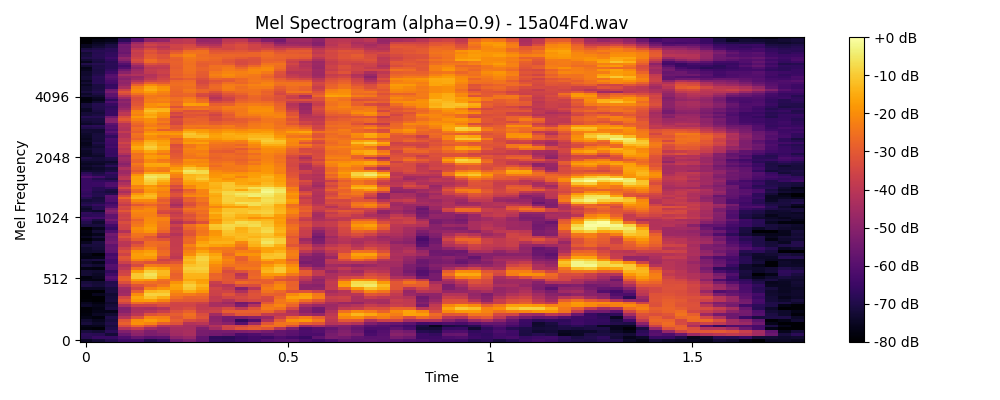 Mel Spectrogram (alpha=0.9) - 15a04Fd.wav
Mel Frequency
4096
2048
1024
512
0
0
0.5
1
1.5
Time
+0 dB
-10 dB
-20 dB
-30 dB
-40 dB
-50 dB
-60 dB
-70 dB
-80 dB